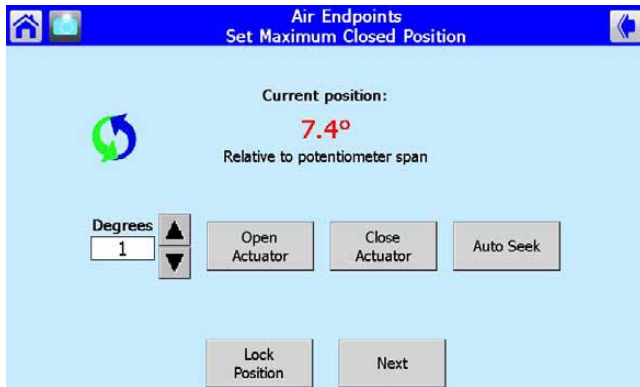 Air Endpoints
Set Maximum Closed Position
Current position:
7.4º
Relative to potentiometer span
Degrees
1
Open
Actuator
Close
Actuator
Auto Seek
Lock
Position
Next